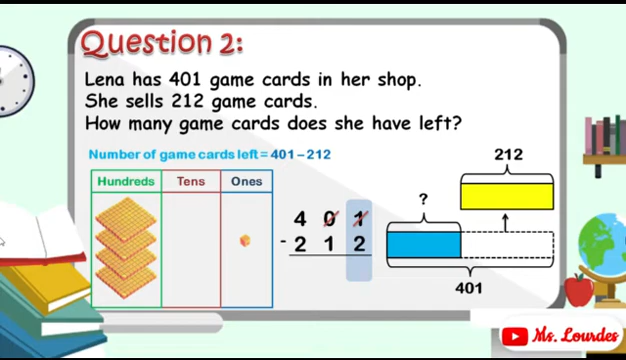 Question 2:
Lena has 401 game cards in her shop.
She sells 212 game cards.
How many game cards does she have left?
Number of game cards left = 401 – 212
Hundreds Tens Ones
4 0 1
- 2 1 2
212
?
401
Ms. Lourdes